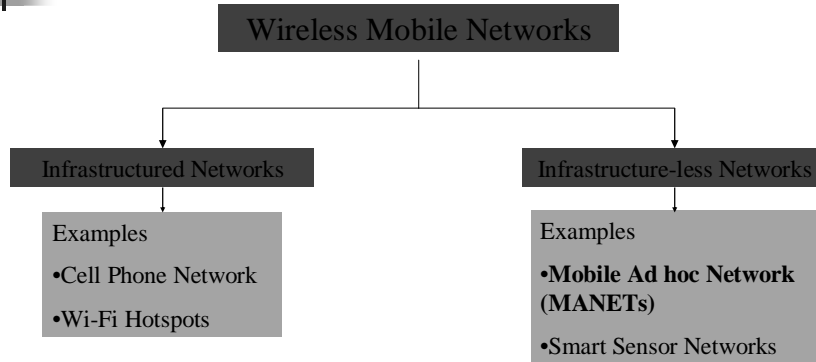 Wireless Mobile Networks
Infrastructured Networks
Infrastructure-less Networks
Examples
•Cell Phone Network
•Wi-Fi Hotspots
Examples
•Mobile Ad hoc Network
(MANETs)
•Smart Sensor Networks